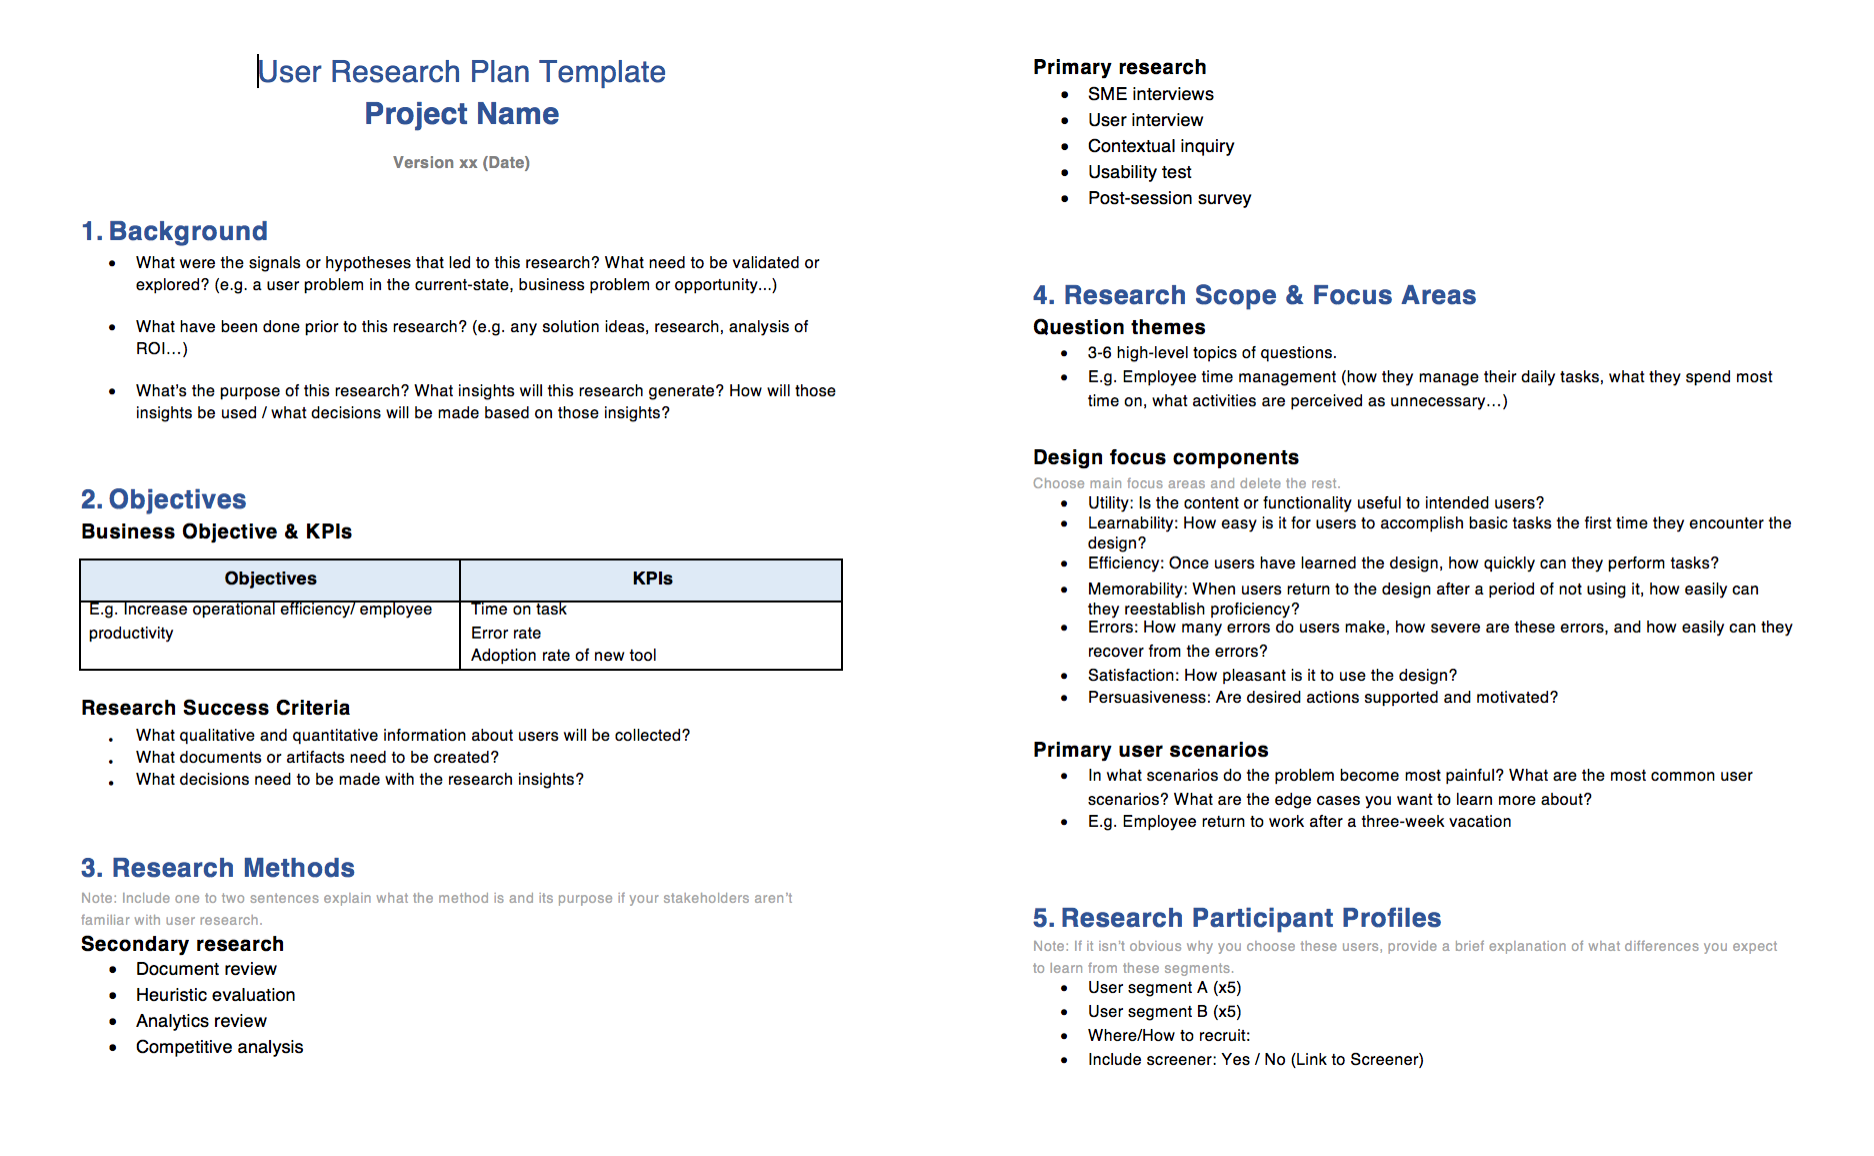 User Research Plan Template
Project Name
Version xx (Date)
1. Background
• What were the signals or hypotheses that led to this research? What need to be validated or
explored? (e.g. a user problem in the current-state, business problem or opportunity...)
• What have been done prior to this research? (e.g. any solution ideas, research, analysis of
ROI...)
• What's the purpose of this research? What insights will this research generate? How will those
insights be used / what decisions will be made based on those insights?
2. Objectives
Business Objective & KPIs
Objectives
KPIs
E.g. Increase operational efficiency/ employee
productivity
Time on task
Error rate
Adoption rate of new tool
Research Success Criteria
• What qualitative and quantitative information about users will be collected?
• What documents or artifacts need to be created?
• What decisions need to be made with the research insights?
3. Research Methods
Note: Include one to two sentences explain what the method is and its purpose if your stakeholders aren't
familiar with user research.
Secondary research
• Document review
• Heuristic evaluation
• Analytics review
• Competitive analysis
Primary research
• SME interviews
• User interview
• Contextual inquiry
• Usability test
• Post-session survey
4. Research Scope & Focus Areas
Question themes
• 3-6 high-level topics of questions.
• E.g. Employee time management (how they manage their daily tasks, what they spend most
time on, what activities are perceived as unnecessary...)
Design focus components
Choose main focus areas and delete the rest.
• Utility: Is the content or functionality useful to intended users?
• Learnability: How easy is it for users to accomplish basic tasks the first time they encounter the
design?
• Efficiency: Once users have learned the design, how quickly can they perform tasks?
• Memorability: When users return to the design after a period of not using it, how easily can
they reestablish proficiency?
• Errors: How many errors do users make, how severe are these errors, and how easily can they
recover from the errors?
• Satisfaction: How pleasant is it to use the design?
• Persuasiveness: Are desired actions supported and motivated?
Primary user scenarios
• In what scenarios do the problem become most painful? What are the most common user
scenarios? What are the edge cases you want to learn more about?
• E.g. Employee return to work after a three-week vacation
5. Research Participant Profiles
Note: If it isn't obvious why you choose these users, provide a brief explanation of what differences you expect
to learn from these segments.
• User segment A (x5)
• User segment B (x5)
• Where/How to recruit:
• Include screener: Yes / No (Link to Screener)